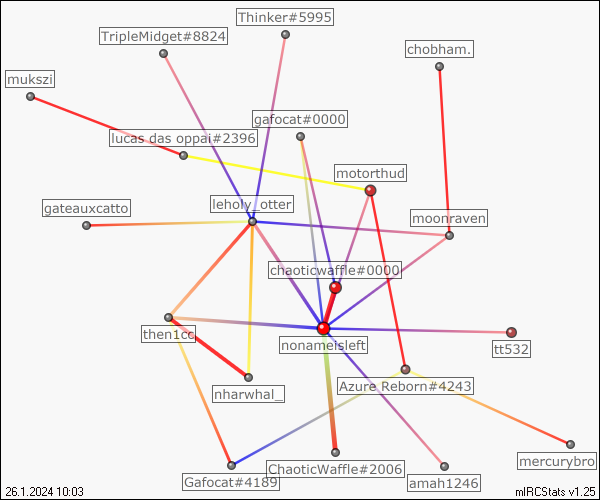 Thinker#5995
TripleMidget#8824
chobham.
mukszi
gafocat#0000
lucas das oppai#2396
motorthud
gateauxcatto
leholy_otter
moonraven
chaoticwaffle#0000
then1cc
nonameisleft
tt532
nharwhal_
Azure Reborn#4243
mercurybro
ChaoticWaffle#2006
Gafocat#4189
amah1246
26.1.2024 10:03
mIRCStats v1.25